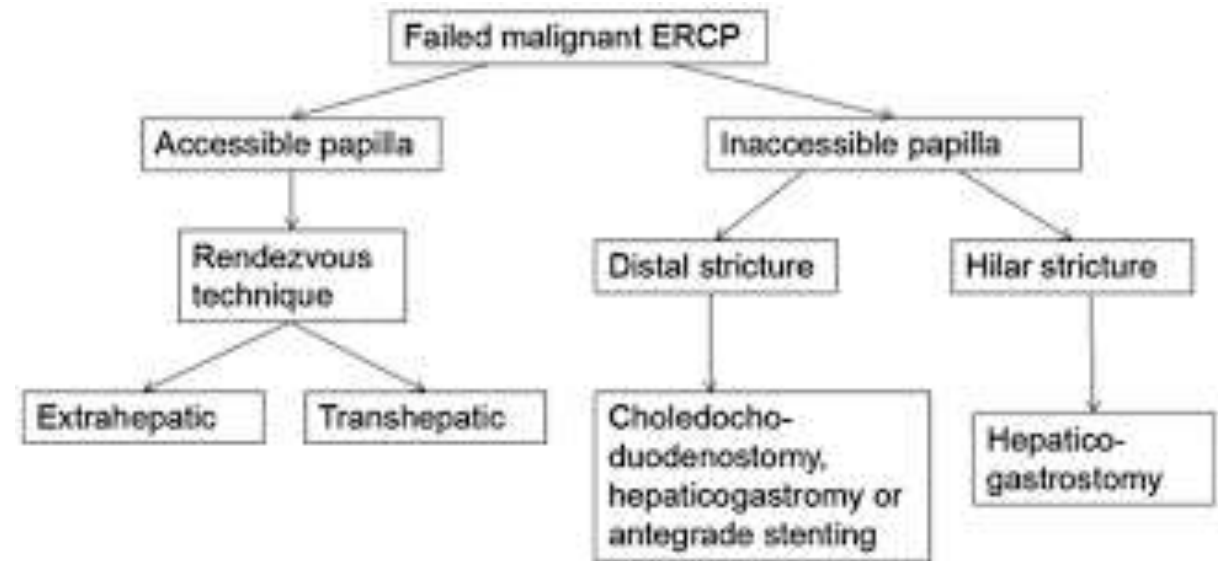 Failed malignant ERCP
Accessible papilla
Inaccessible papilla
Rendezvous
technique
Distal stricture
Hilar stricture
Extrahepatic
Transhepatic
Choledocho-
duodenostomy,
hepaticogastromy or
antegrade stenting
Hepatico-
gastrostomy